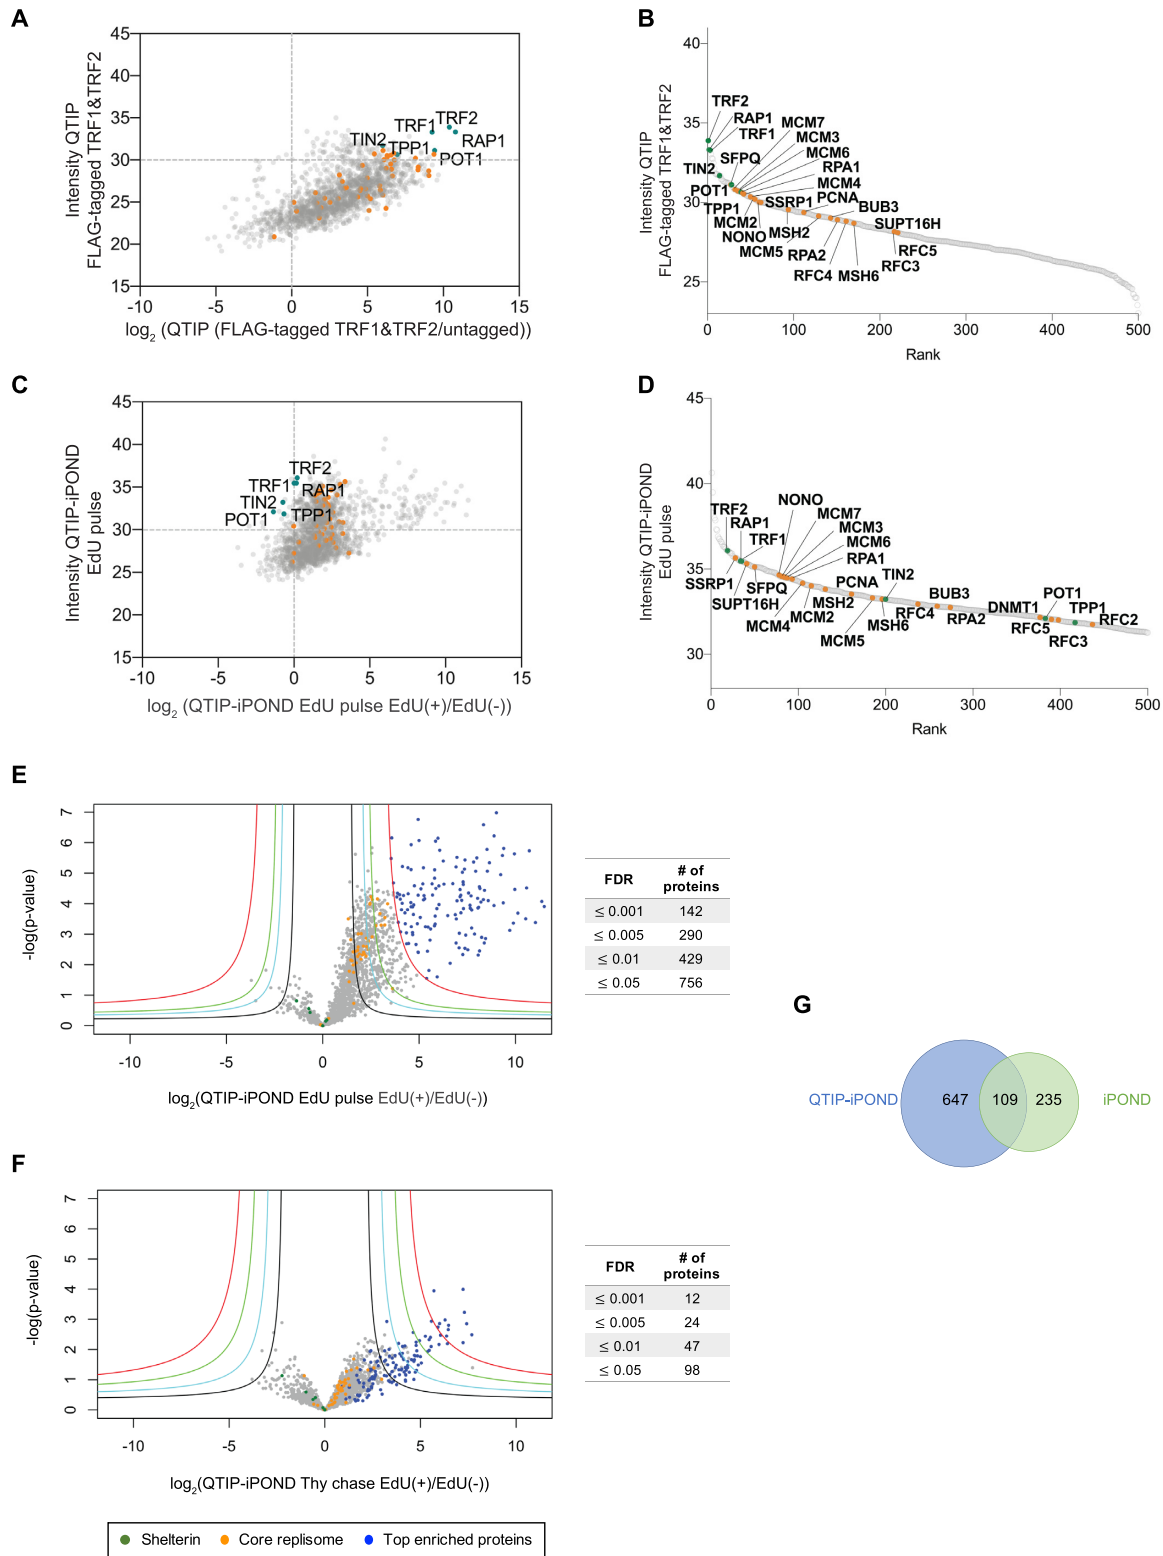 A
Intensity QTIP
FLAG-tagged TRF1&TRF2
45
40
35
30
25
20
15
TIN2
TRF1
TRF2
TPP1
RAP1
POT1
-10
-5
0
5
10
15
log2 (QTIP (FLAG-tagged TRF1&TRF2/untagged))
B
Intensity QTIP
FLAG-tagged TRF1&TRF2
40
35
30
25
TRF2
RAP1
TRF1
MCM7
MCM3
MCM6
RPA1
MCM4
PCNA
BUB3
SUPT16H
TIN2
SFPQ
POT1
SSRP1
TPP1
MCM2
NONO
MSH2
MCM5
RPA2
RFC4
MSH6
RFC5
RFC3
0
100
200
300
400
500
Rank
C
Intensity QTIP-iPOND
EdU pulse
45
40
35
30
25
20
15
TRF2
TRF1
RAP1
TIN2
POT1
TPP1
-10
-5
0
5
10
15
log2 (QTIP-iPOND EdU pulse EdU(+)/EdU(-))
D
Intensity QTIP-iPOND
EdU pulse
45
40
35
30
NONO
TRF2
MCM7
RAP1
MCM3
TRF1
MCM6
RPA1
SSRP1
SFPQ
PCNA
TIN2
SUPT16H
MSH2
BUB3
POT1
MCM4
MCM2
RFC4
RPA2
DNMT1
TPP1
MCM5
MSH6
RFC5
RFC2
RFC3
0
100
200
300
400
500
Rank
E
-log(p-value)
7
6
5
4
3
2
1
0
-10
-5
0
5
10
log2(QTIP-iPOND EdU pulse EdU(+)/EdU(-))
FDR
# of
proteins
≤ 0.001 142
≤ 0.005 290
≤ 0.01 429
≤ 0.05 756
F
-log(p-value)
7
6
5
4
3
2
1
0
-10
-5
0
5
10
log2(QTIP-iPOND Thy chase EdU(+)/EdU(-))
FDR
# of
proteins
≤ 0.001 12
≤ 0.005 24
≤ 0.01 47
≤ 0.05 98
G
QTIP-iPOND 647 109 235 iPOND
Shelterin Core replisome Top enriched proteins